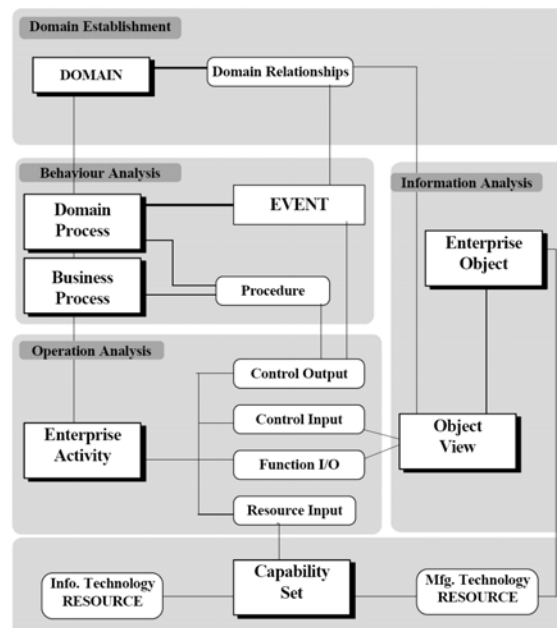 Domain Establishment
DOMAIN
Domain Relationships
Behaviour Analysis
Information Analysis
Domain
Process
EVENT
Enterprise
Object
Business
Process
Procedure
Operation Analysis
Control Output
Control Input
Enterprise
Activity
Object
View
Function I/O
Resource Input
Capability
Set
Info. Technology
RESOURCE
Mfg. Technology
RESOURCE